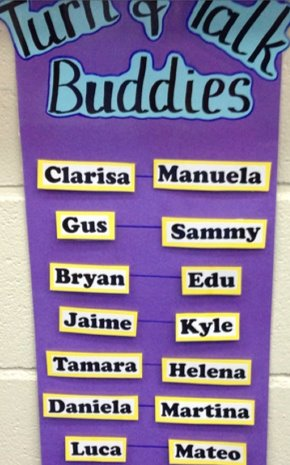 Turn & Talk
Buddies
Clarisa Manuela
Gus Sammy
Bryan Edu
Jaime Kyle
Tamara Helena
Daniela Martina
Luca Mateo